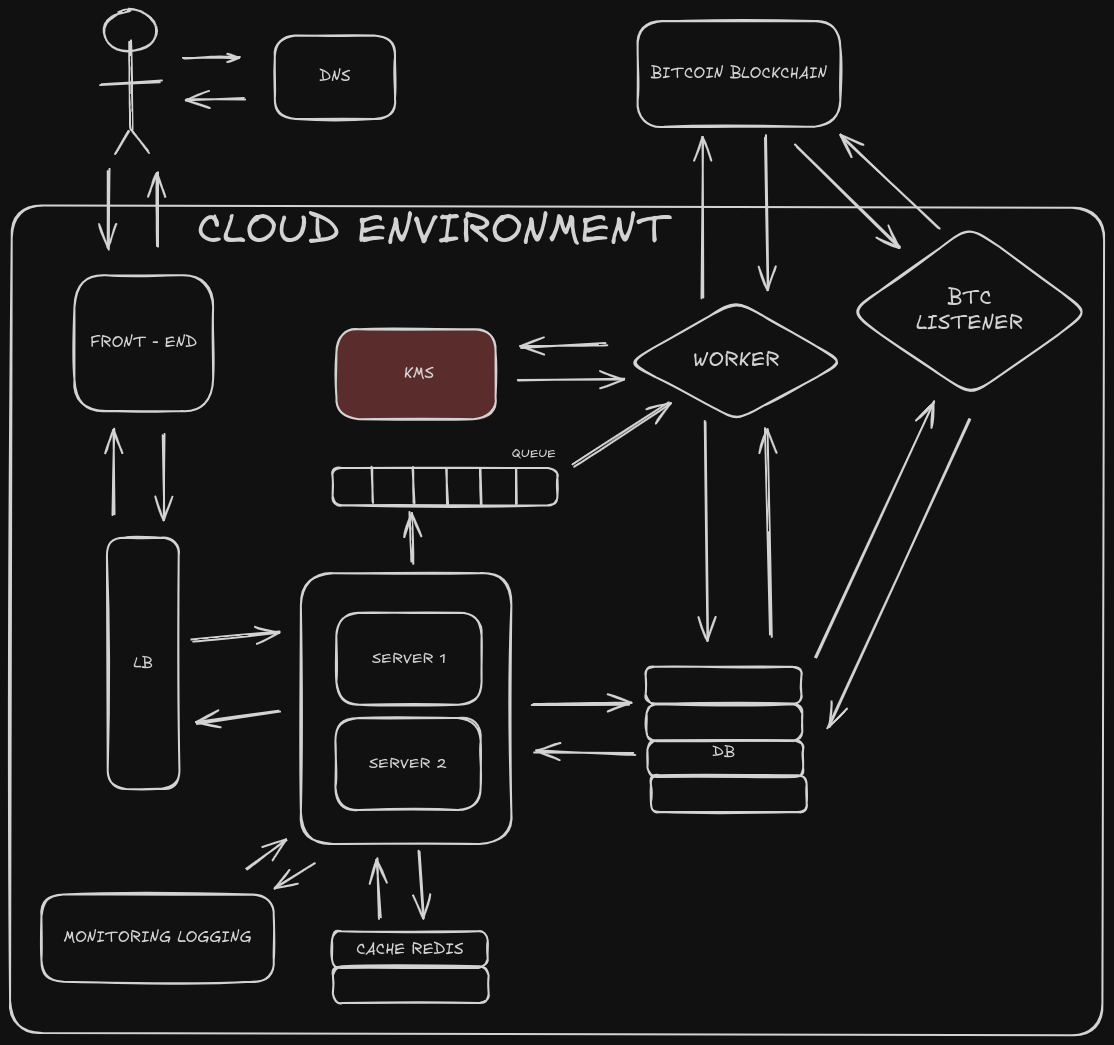 DNS
BITCOIN BLOCKCHAIN
CLOUD ENVIRONMENT
BTC
LISTENER
FRONT - END
KMS
WORKER
QUEUE
LB
SERVER 1
SERVER 2
DB
MONITORING LOGGING
CACHE REDIS